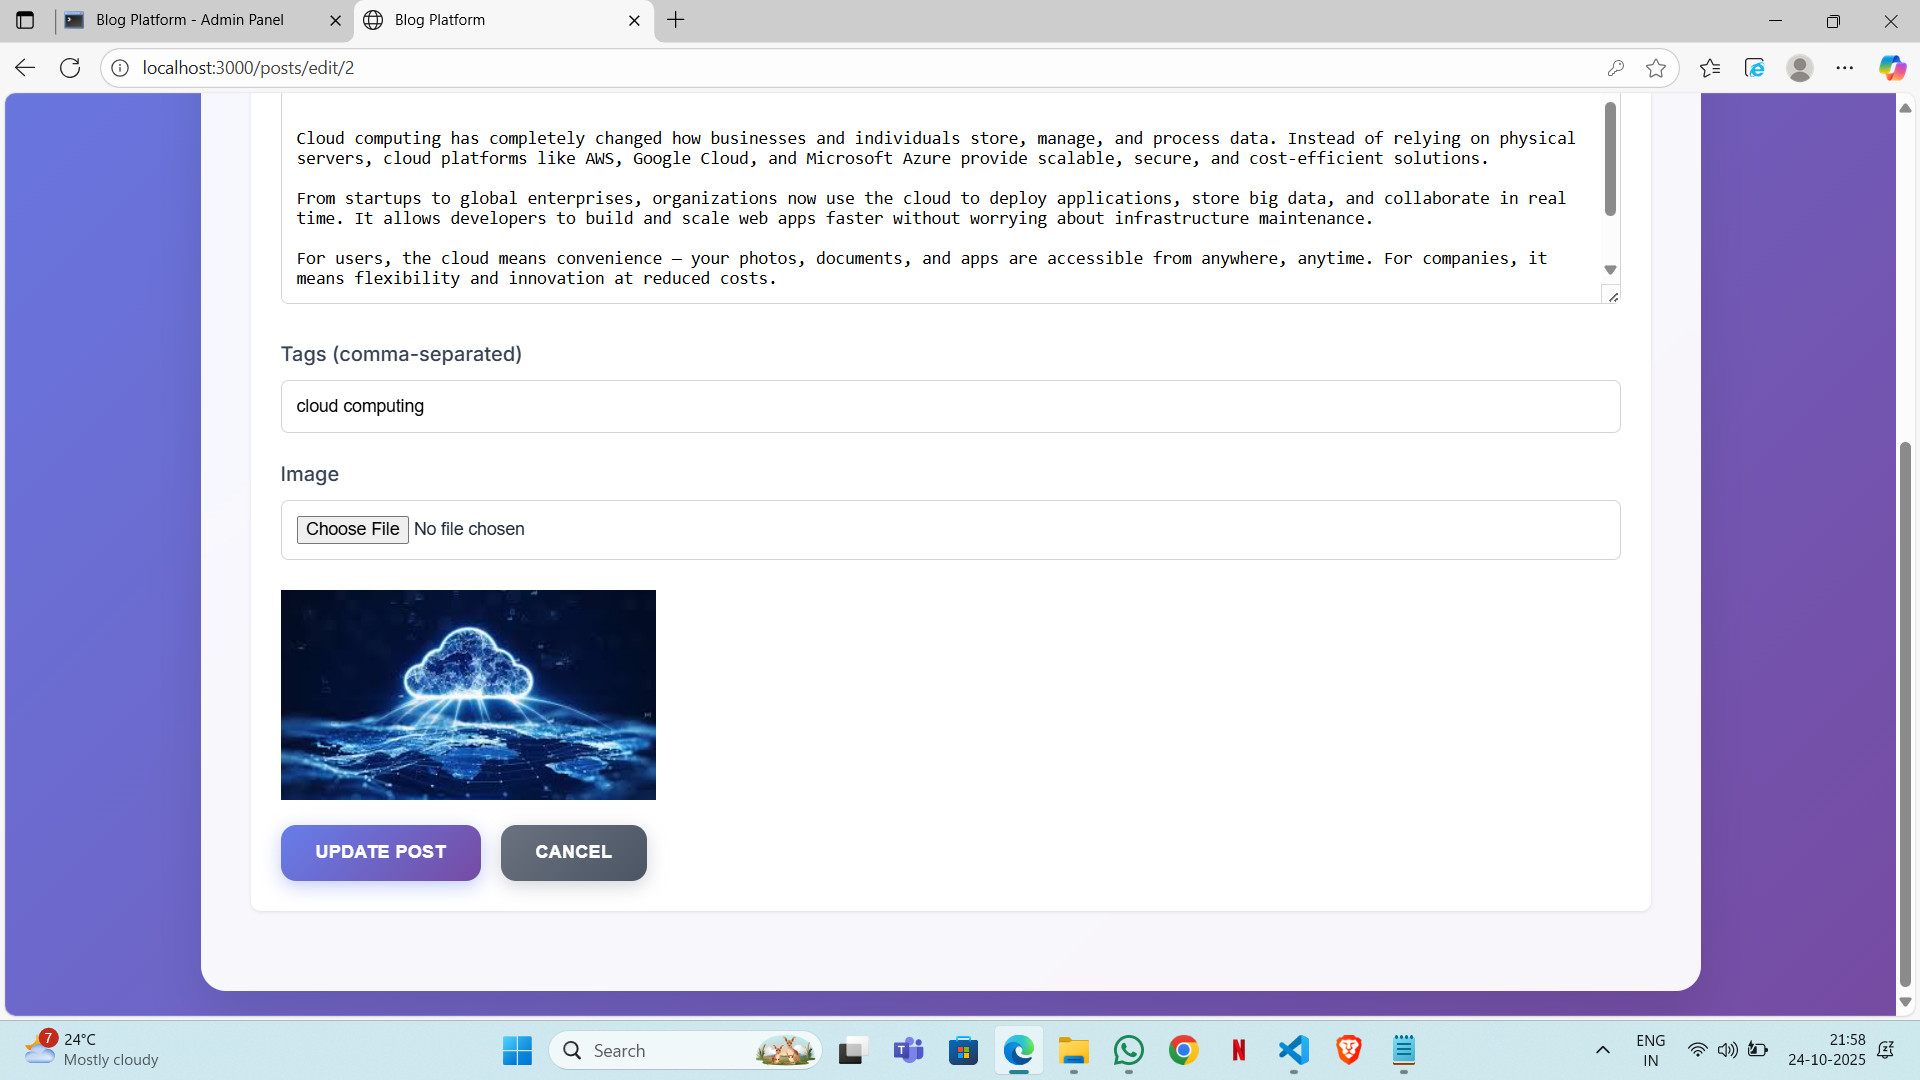 Blog Platform - Admin Panel
Blog Platform
localhost:3000/posts/edit/2
Cloud computing has completely changed how businesses and individuals store, manage, and process data. Instead of relying on physical
servers, cloud platforms like AWS, Google Cloud, and Microsoft Azure provide scalable, secure, and cost-efficient solutions.
From startups to global enterprises, organizations now use the cloud to deploy applications, store big data, and collaborate in real
time. It allows developers to build and scale web apps faster without worrying about infrastructure maintenance.
For users, the cloud means convenience — your photos, documents, and apps are accessible from anywhere, anytime. For companies, it
means flexibility and innovation at reduced costs.
Tags (comma-separated)
cloud computing
Image
Choose File No file chosen
UPDATE POST
CANCEL
7
24°C
Mostly cloudy
Search
N
ENG
IN
21:58
24-10-2025